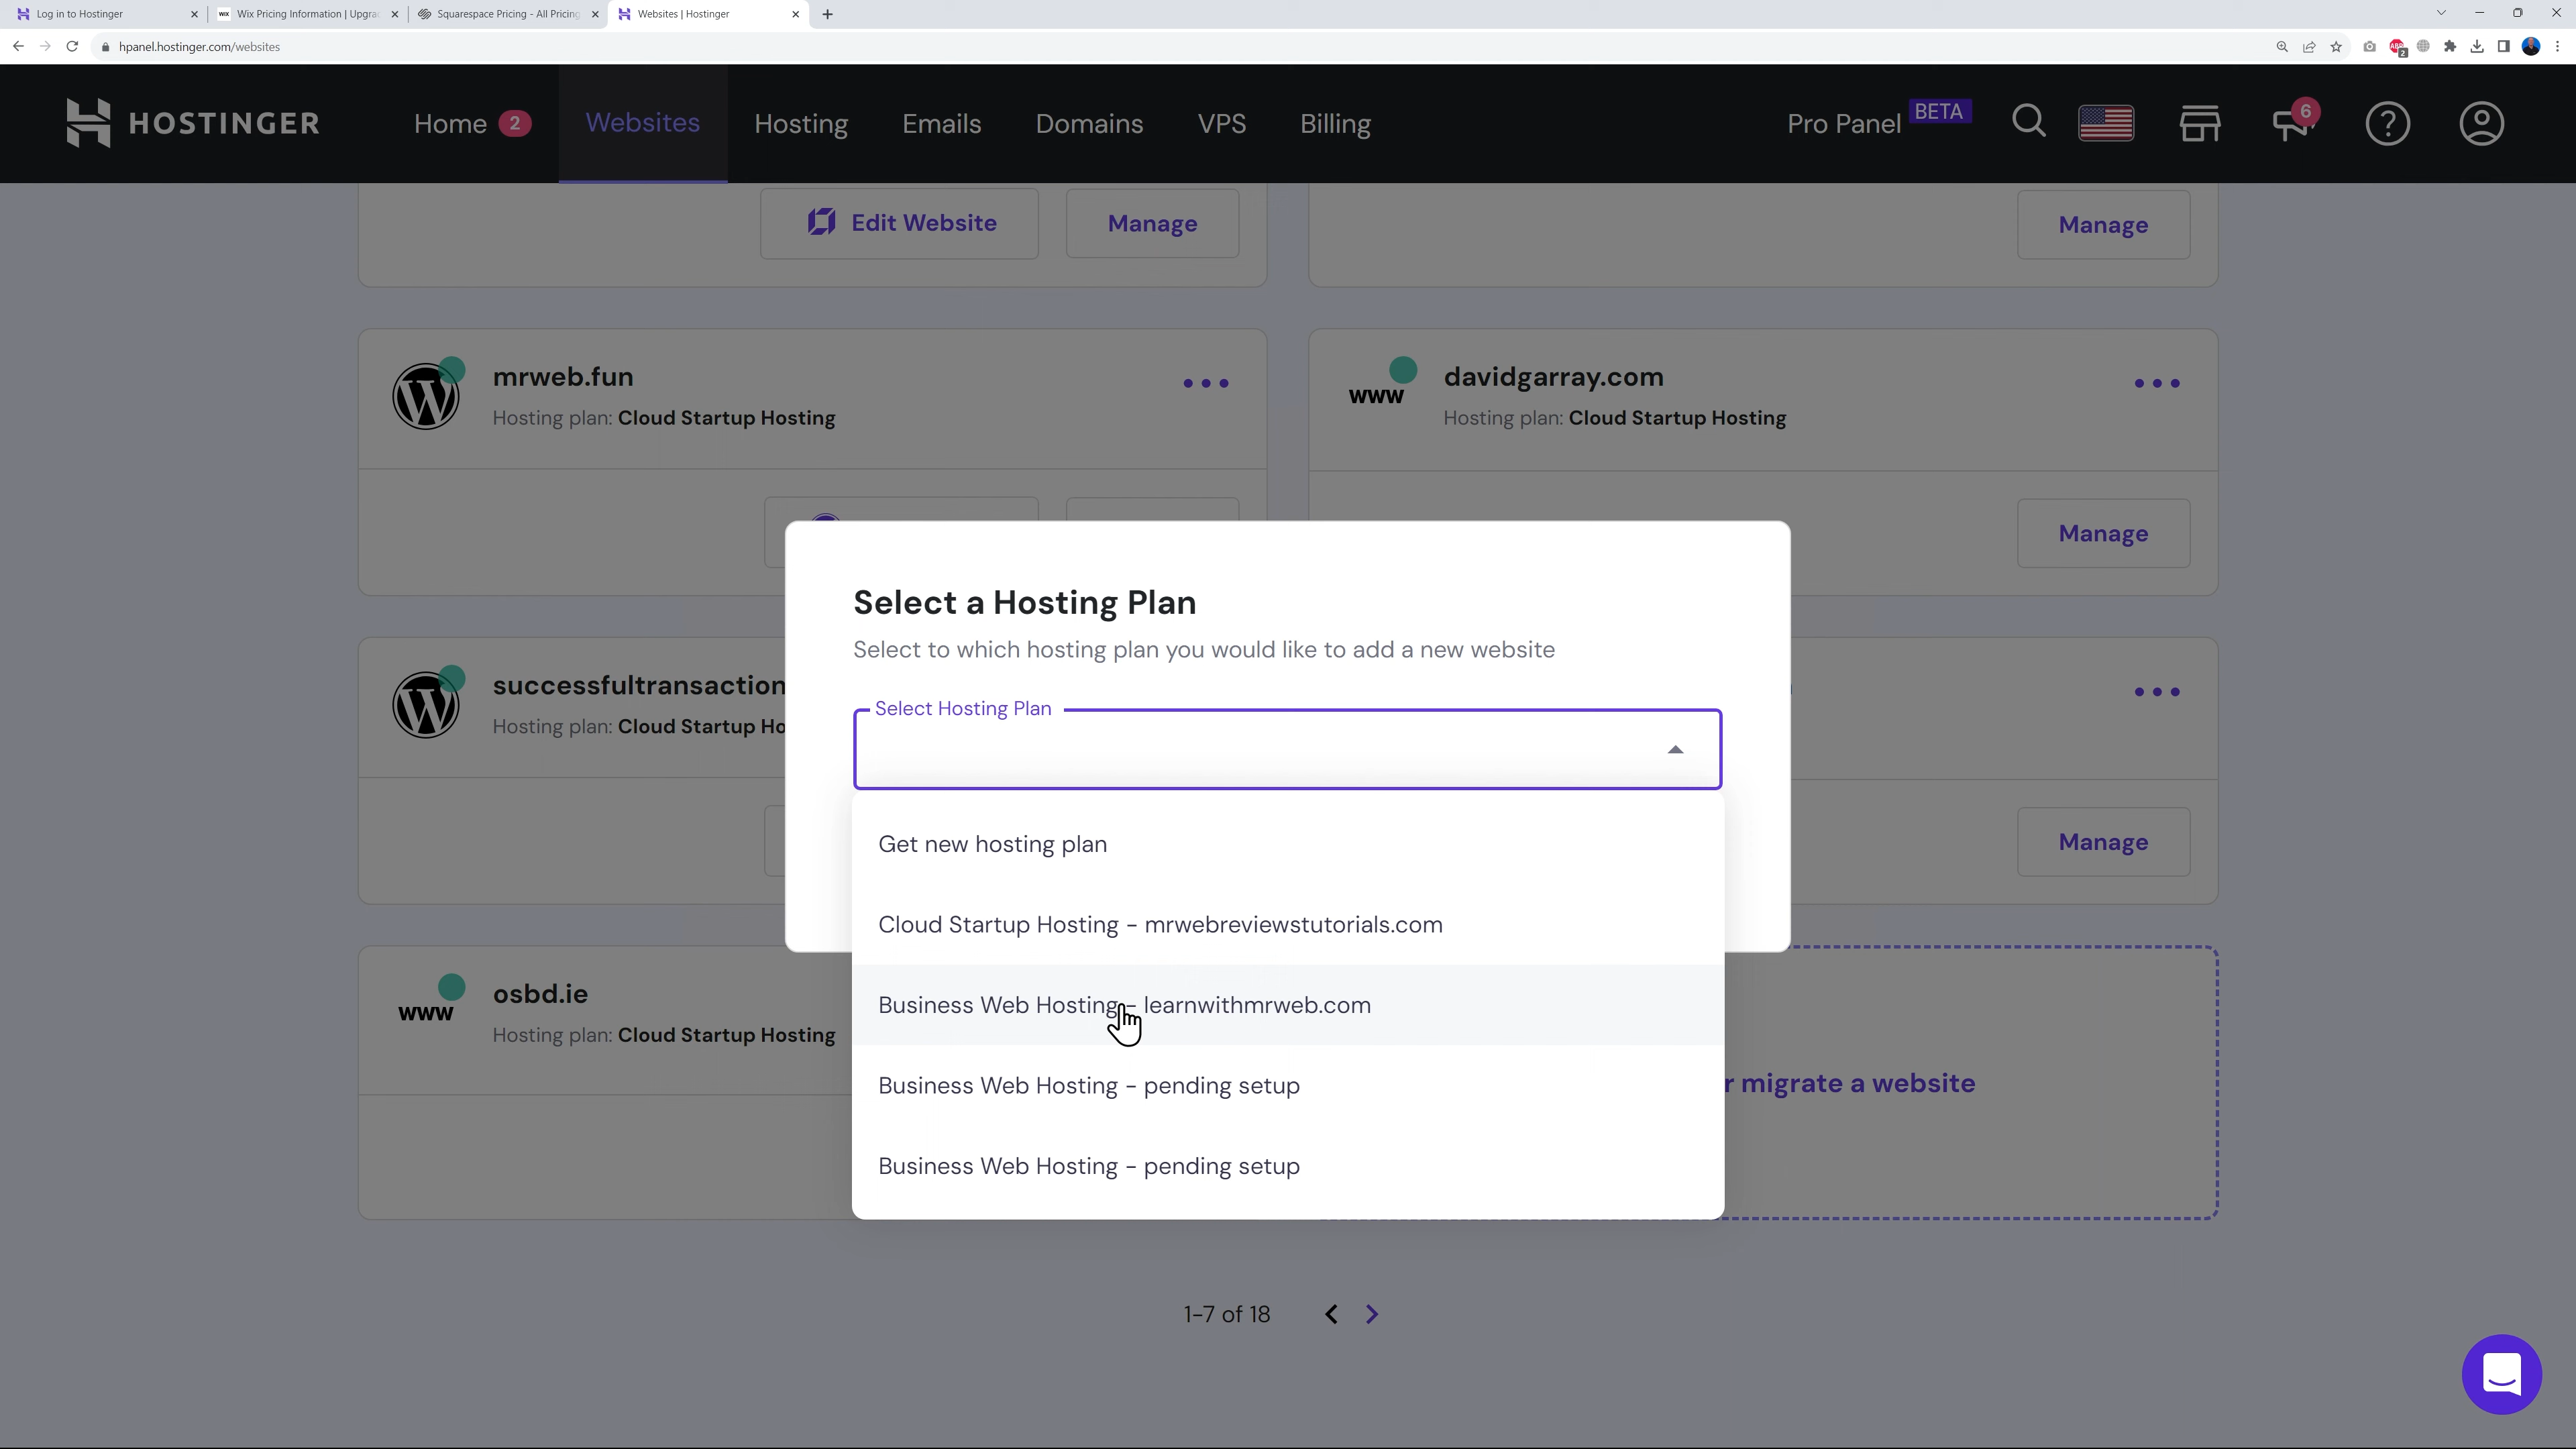 Log in to Hostinger
Wix Pricing Information | Upgra
Squarespace Pricing - All Pricing
Websites | Hostinger
hpanel.hostinger.com/websites
2
HOSTINGER
Home 2
Websites
Hosting
Emails
Domains
VPS
Billing
Pro Panel BETA
6
Edit Website
Manage
Manage
mrweb.fun
Hosting plan: Cloud Startup Hosting
www
davidgarray.com
Hosting plan: Cloud Startup Hosting
Manage
Select a Hosting Plan
Select to which hosting plan you would like to add a new website
successfultransaction
Hosting plan: Cloud Startup Ho
Select Hosting Plan
Manage
Get new hosting plan
Cloud Startup Hosting - mrwebreviewstutorials.com
Business Web Hosting - learnwithmrweb.com
Business Web Hosting - pending setup
Business Web Hosting - pending setup
www
osbd.ie
Hosting plan: Cloud Startup Hosting
r migrate a website
1-7 of 18